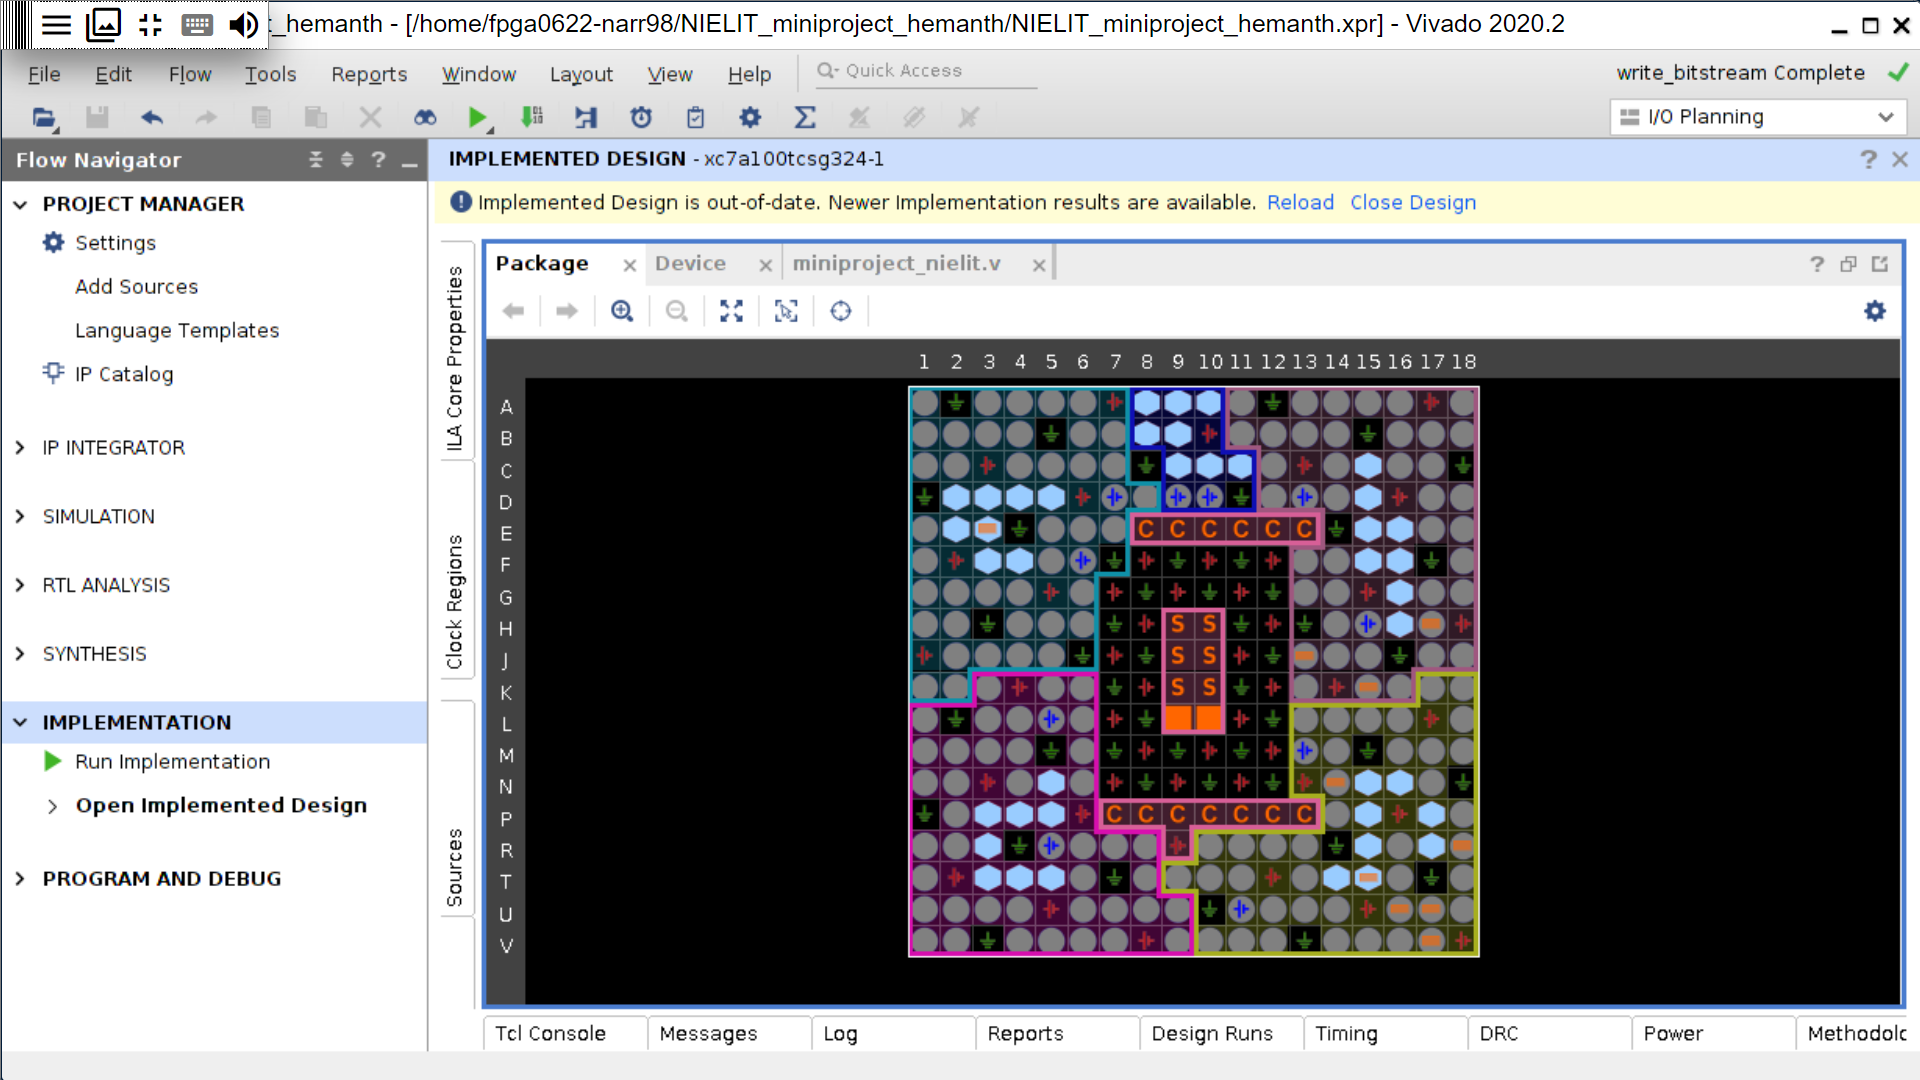 t_hemanth - [/home/fpga0622-narr98/NIELIT_miniproject_hemanth/NIELIT_miniproject_hemanth.xpr] - Vivado 2020.2
File Edit Flow Tools Reports Window Layout View Help Quick Access
write_bitstream Complete
I/O Planning
Flow Navigator
PROJECT MANAGER
Settings
Add Sources
Language Templates
IP Catalog
IP INTEGRATOR
SIMULATION
RTL ANALYSIS
SYNTHESIS
IMPLEMENTATION
Run Implementation
Open Implemented Design
PROGRAM AND DEBUG
IMPLEMENTED DESIGN - xc7a100tcsg324-1
Implemented Design is out-of-date. Newer Implementation results are available. Reload Close Design
ILA Core Properties
Clock Regions
Sources
Package Device miniproject_nielit.v
1 2 3 4 5 6 7 8 9 10 11 12 13 14 15 16 17 18
A
B
C
D
E C C C C C C
F
G
H S S
J S S
K S S
L
M
N
P C C C C C C C
R
T
U
V
Tcl Console Messages Log Reports Design Runs Timing DRC Power Methodolc